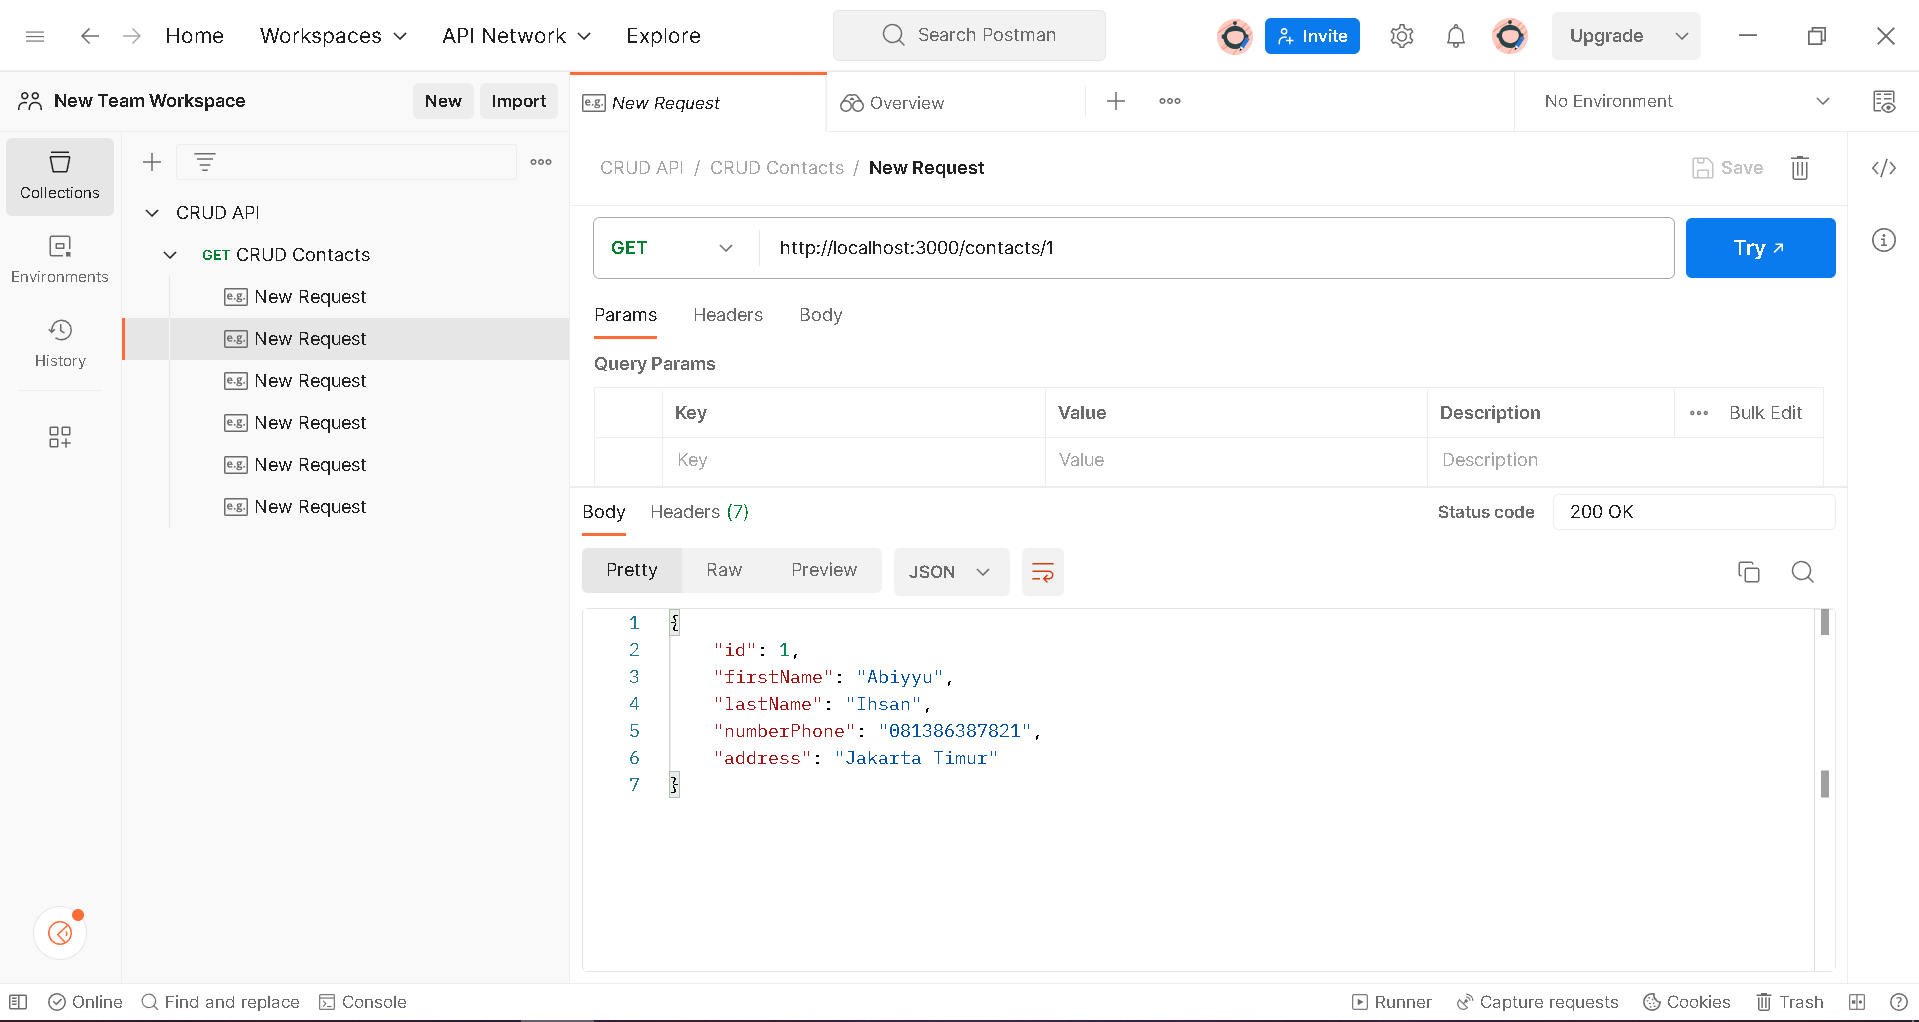 Home
Workspaces
API Network
Explore
Search Postman
Invite
Upgrade
New Team Workspace
New
Import
New Request
Overview
No Environment
Collections
Environments
History
CRUD API
GET CRUD Contacts
e.g. New Request
e.g. New Request
e.g. New Request
e.g. New Request
e.g. New Request
e.g. New Request
CRUD API / CRUD Contacts / New Request
Save
GET
http://localhost:3000/contacts/1
Try
Params
Headers
Body
Query Params
Key
Value
Description
Bulk Edit
Key
Value
Description
Body
Headers (7)
Status code
200 OK
Pretty
Raw
Preview
JSON
1 {
2 "id": 1,
3 "firstName": "Abiyyu",
4 "lastName": "Ihsan",
5 "numberPhone": "081386387821",
6 "address": "Jakarta Timur"
7 }
Online
Find and replace
Console
Runner
Capture requests
Cookies
Trash